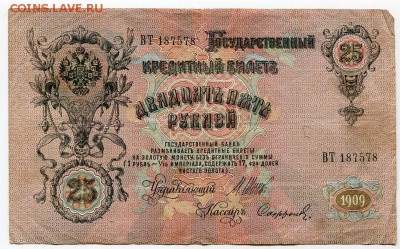 COINS.LAVE.RU
ВТ 187578 ГОСУДАРСТВЕННЫЙ 25
КРЕДИТНЫЙ БИЛЕТЪ
ДВАДЦАТЬ ПЯТЬ
РУБЛЕЙ
ГОСУДАРСТВЕННЫЙ БАНКЪ
РАЗМѢНИВАЕТЪ КРЕДИТНЫЕ БИЛЕТЫ
НА ЗОЛОТУЮ МОНЕТУ БЕЗЪ ОГРАНИЧЕНІЯ СУММЫ
(1 РУБЛЬ = 1/15 ИМПЕРІАЛА, СОДЕРЖИТЪ 17,424 ДОЛЕЙ
ЧИСТАГО ЗОЛОТА).
ВТ 187578
25
Управляющій
Кассиръ
1909